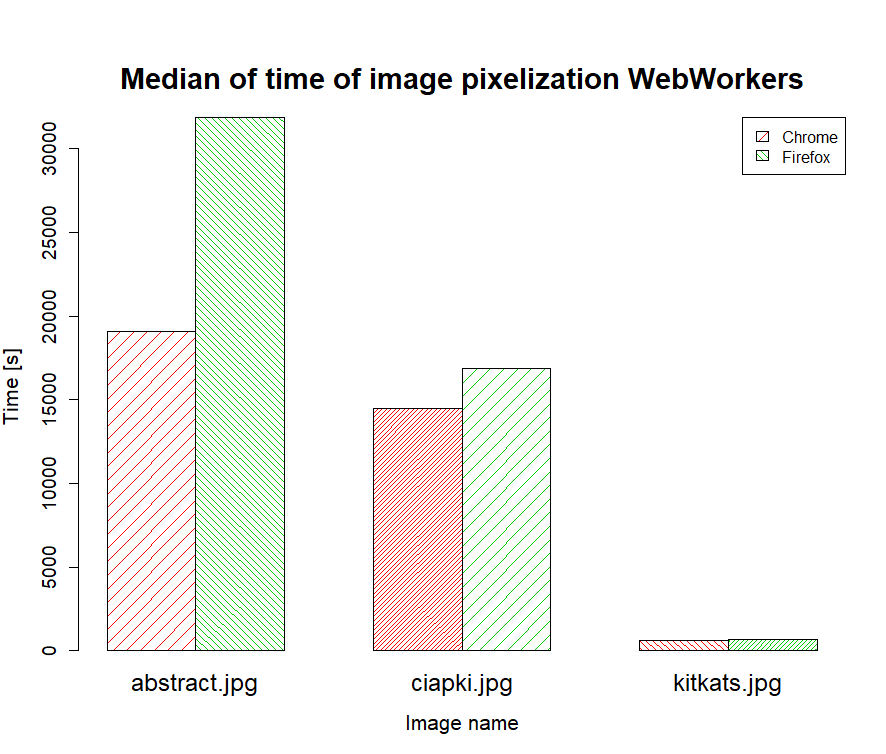 Median of time of image pixelization WebWorkers
Chrome
Firefox
Time [s]
30000
25000
20000
15000
10000
5000
0
abstract.jpg
ciapki.jpg
kitkats.jpg
Image name